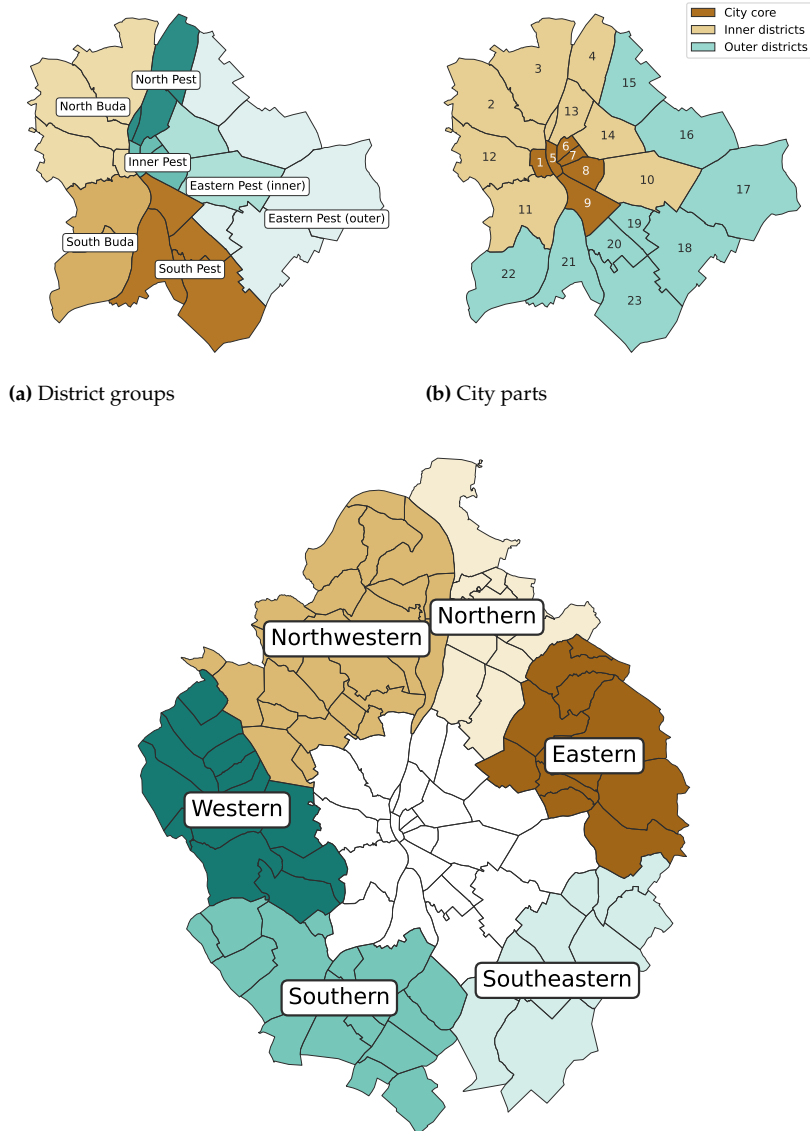 North Pest
North Buda
Inner Pest
Eastern Pest (inner)
Eastern Pest (outer)
South Buda
South Pest
City core
Inner districts
Outer districts
3
4
15
2
13
14
16
12
1
5
6
7
8
10
17
11
9
19
20
18
22
21
23
(a) District groups
(b) City parts
Northern
Northwestern
Eastern
Western
Southeastern
Southern